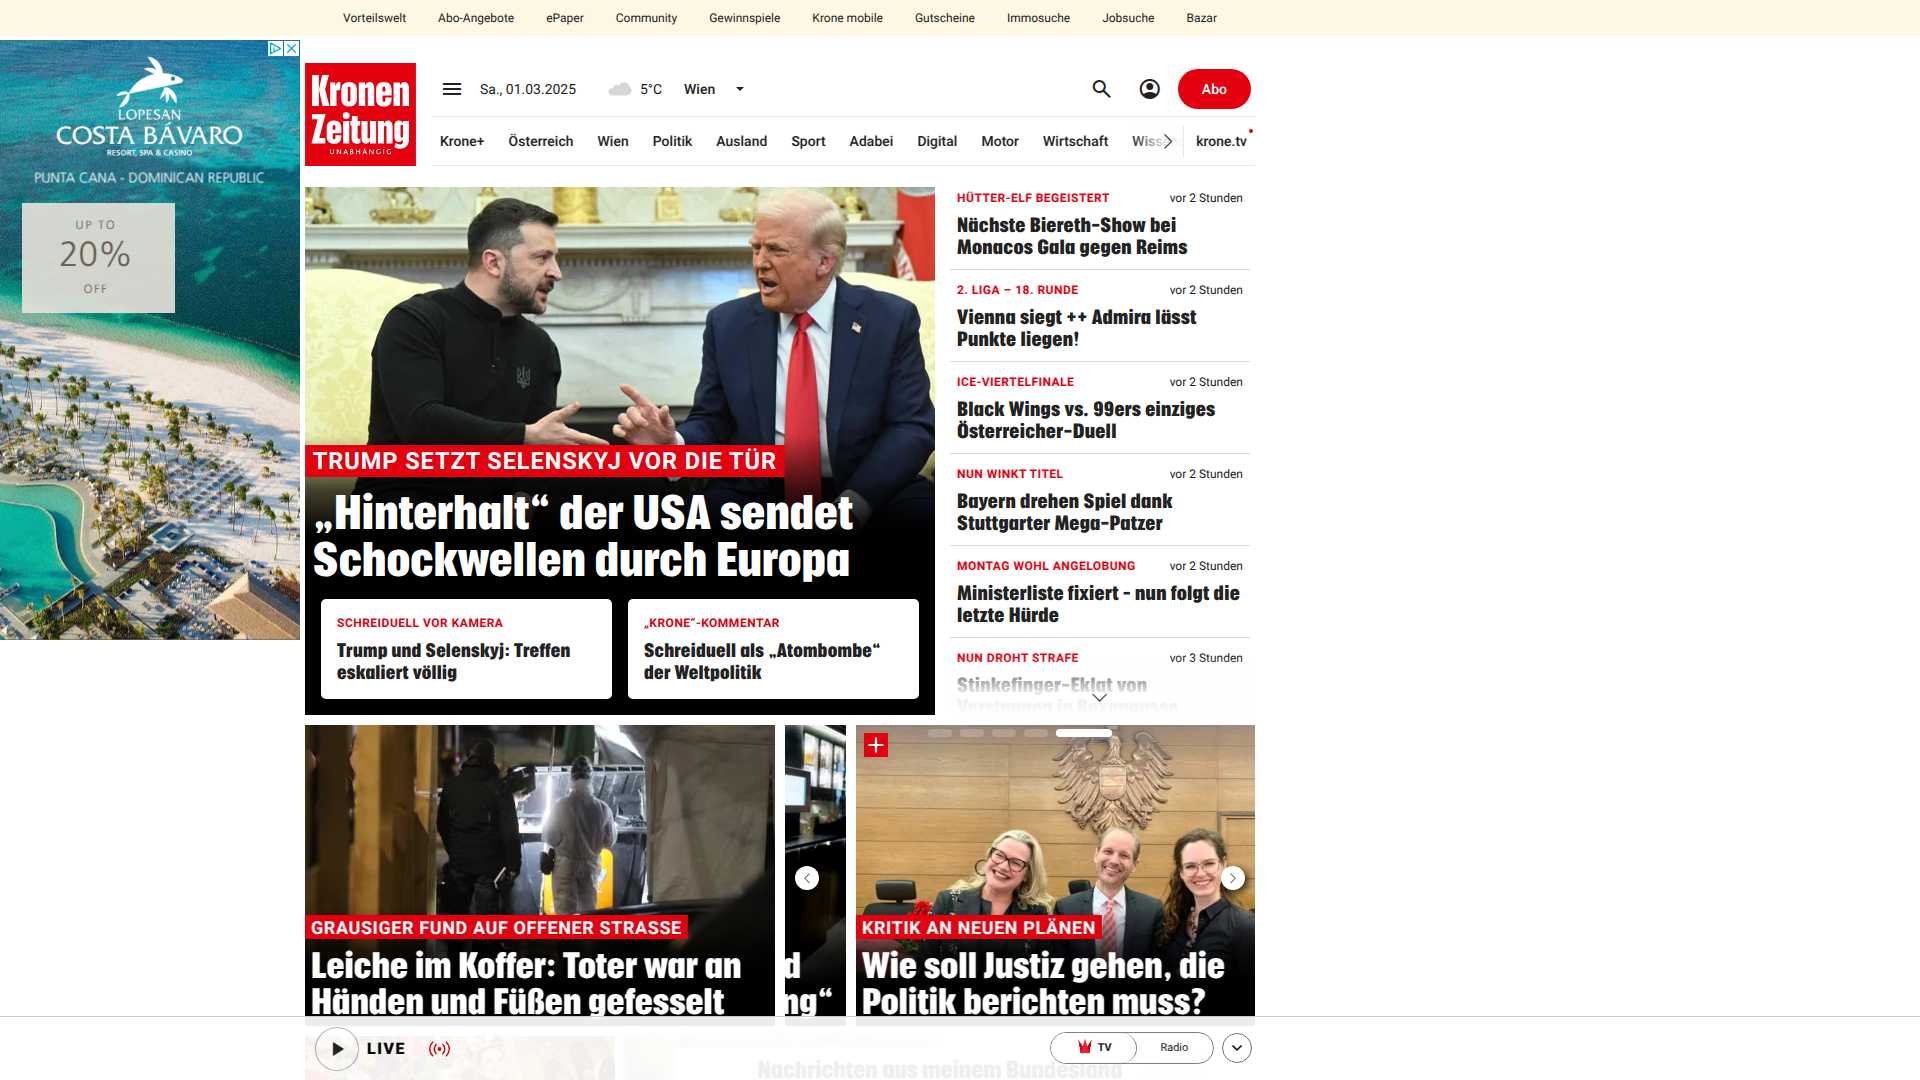 Vorteilswelt Abo-Angebote ePaper Community Gewinnspiele Krone mobile Gutscheine Immosuche Jobsuche Bazar
LOPESAN
COSTA BÁVARO
RESORT, SPA & CASINO
PUNTA CANA - DOMINICAN REPUBLIC
UP TO
20%
OFF
Kronen
Zeitung
UNABHÄNGIG
Sa., 01.03.2025 5°C Wien
Abo
Krone+ Österreich Wien Politik Ausland Sport Adabei Digital Motor Wirtschaft krone.tv
TRUMP SETZT SELENSKYJ VOR DIE TÜR
„Hinterhalt“ der USA sendet
Schockwellen durch Europa
SCHREIDUELL VOR KAMERA
Trump und Selenskyj: Treffen
eskaliert völlig
„KRONE“-KOMMENTAR
Schreiduell als „Atombombe“
der Weltpolitik
HÜTTER-ELF BEGEISTERT vor 2 Stunden
Nächste Biereth-Show bei
Monacos Gala gegen Reims
2. LIGA – 18. RUNDE vor 2 Stunden
Vienna siegt ++ Admira lässt
Punkte liegen!
ICE-VIERTELFINALE vor 2 Stunden
Black Wings vs. 99ers einziges
Österreicher-Duell
NUN WINKT TITEL vor 2 Stunden
Bayern drehen Spiel dank
Stuttgarter Mega-Patzer
MONTAG WOHL ANGELOBUNG vor 2 Stunden
Ministerliste fixiert - nun folgt die
letzte Hürde
NUN DROHT STRAFE vor 3 Stunden
Stinkefinger-Eklat von
GRAUSIGER FUND AUF OFFENER STRASSE
Leiche im Koffer: Toter war an
Händen und Füßen gefesselt
d
ng“
KRITIK AN NEUEN PLÄNEN
Wie soll Justiz gehen, die
Politik berichten muss?
LIVE
TV Radio
Nachrichten aus meinem Bundesland